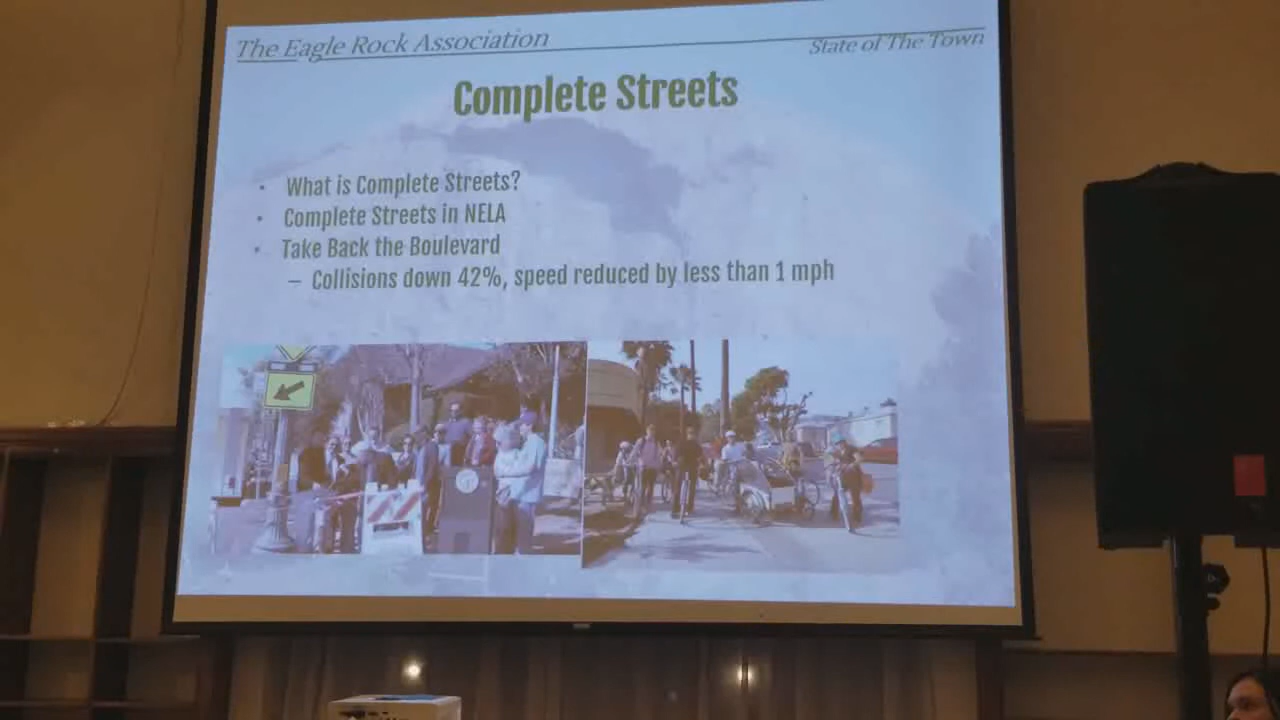 The Eagle Rock Association
State of The Town
Complete Streets
• What is Complete Streets?
• Complete Streets in NELA
• Take Back the Boulevard
– Collisions down 42%, speed reduced by less than 1 mph